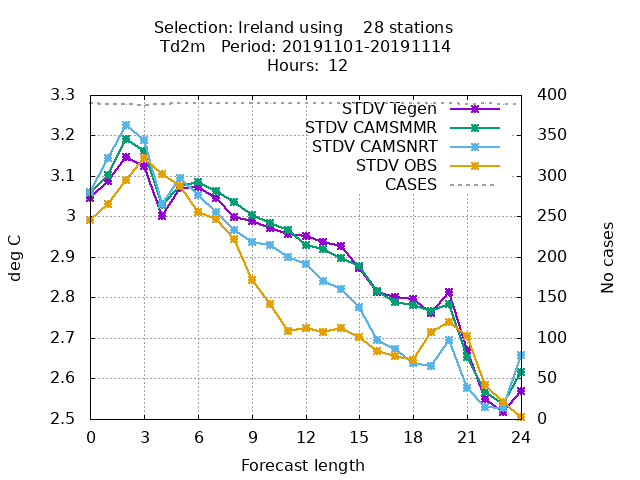 Selection: Ireland using    28 stations
Td2m   Period: 20191101-20191114
Hours:  12
STDV Tegen
STDV CAMSMMR
STDV CAMSNRT
STDV OBS
CASES
deg C
3.3
3.2
3.1
3
2.9
2.8
2.7
2.6
2.5
No cases
400
350
300
250
200
150
100
50
0
0 3 6 9 12 15 18 21 24
Forecast length